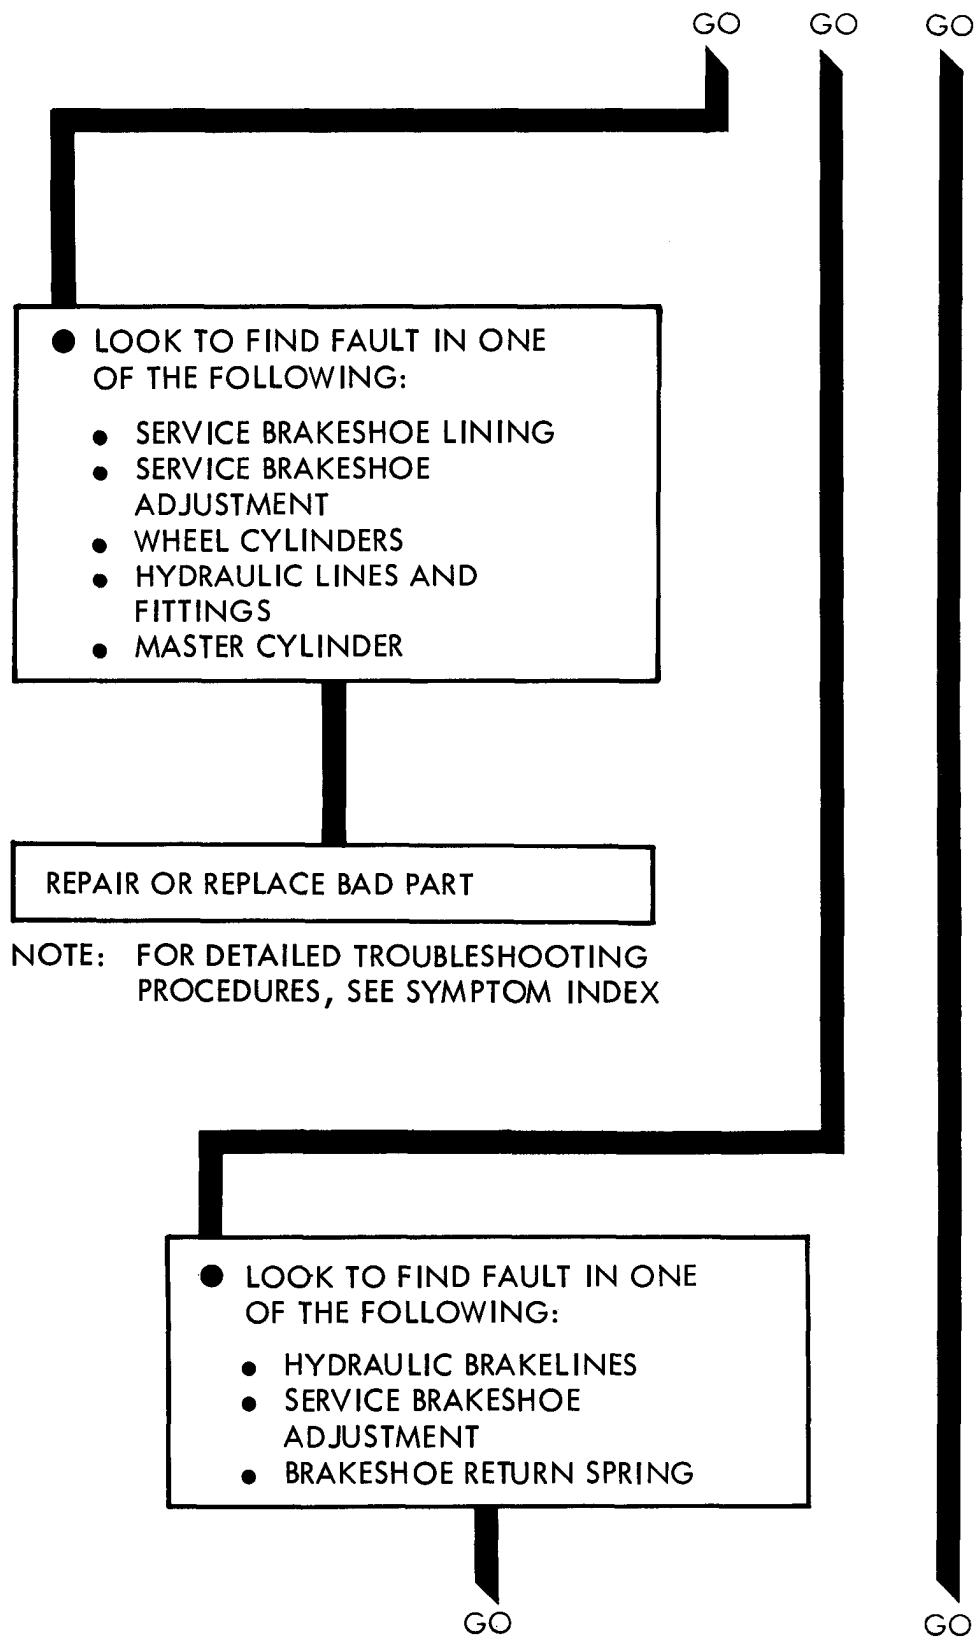 GO GO GO
● LOOK TO FIND FAULT IN ONE
OF THE FOLLOWING:
● SERVICE BRAKESHOE LINING
● SERVICE BRAKESHOE
ADJUSTMENT
● WHEEL CYLINDERS
● HYDRAULIC LINES AND
FITTINGS
● MASTER CYLINDER
REPAIR OR REPLACE BAD PART
NOTE: FOR DETAILED TROUBLESHOOTING
PROCEDURES, SEE SYMPTOM INDEX
● LOOK TO FIND FAULT IN ONE
OF THE FOLLOWING:
● HYDRAULIC BRAKELINES
● SERVICE BRAKESHOE
ADJUSTMENT
● BRAKESHOE RETURN SPRING
GO GO